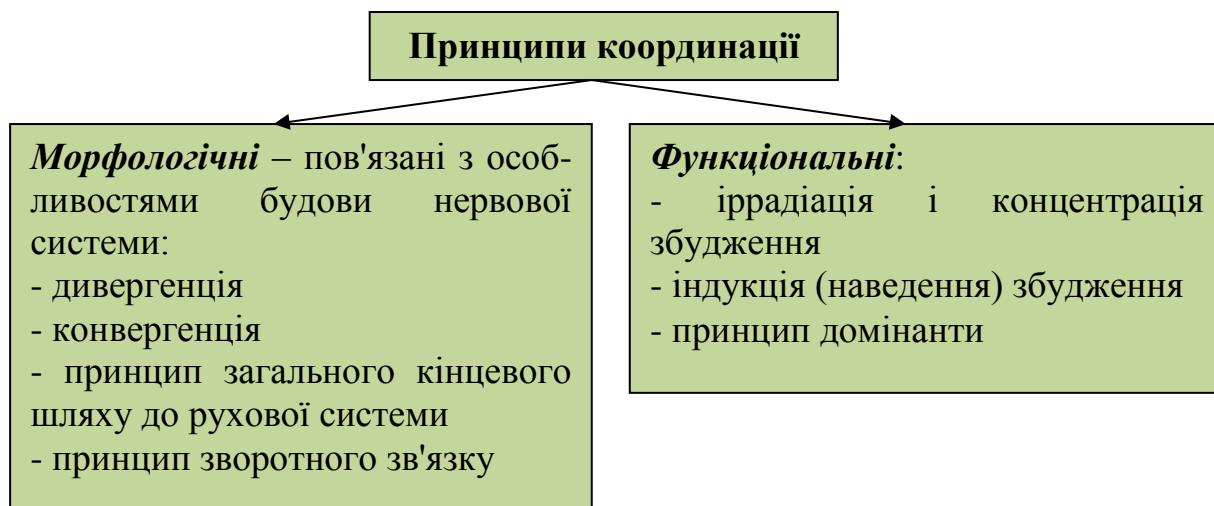 Принципи координації
Морфологічні – пов'язані з особ-
ливостями будови нервової
системи:
- дивергенція
- конвергенція
- принцип загального кінцевого
шляху до рухової системи
- принцип зворотного зв'язку
Функціональні:
- іррадіація і концентрація
збудження
- індукція (наведення) збудження
- принцип домінанти